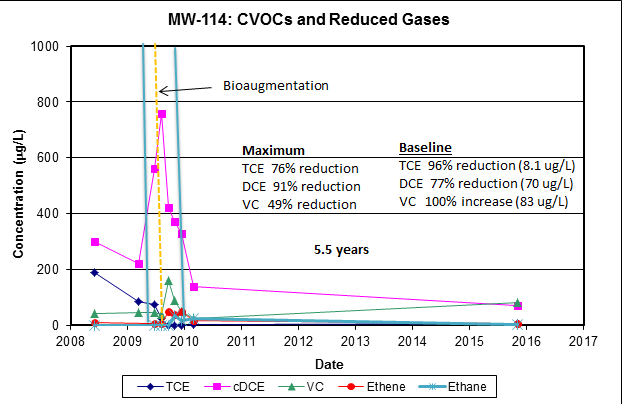 MW-114: CVOCs and Reduced Gases
1000
800
600
400
200
0
Concentration (µg/L)
Bioaugmentation
Maximum
TCE 76% reduction
DCE 91% reduction
VC 49% reduction
Baseline
TCE 96% reduction (8.1 ug/L)
DCE 77% reduction (70 ug/L)
VC 100% increase (83 ug/L)
5.5 years
2008 2009 2010 2011 2012 2013 2014 2015 2016 2017
Date
TCE cDCE VC Ethene Ethane